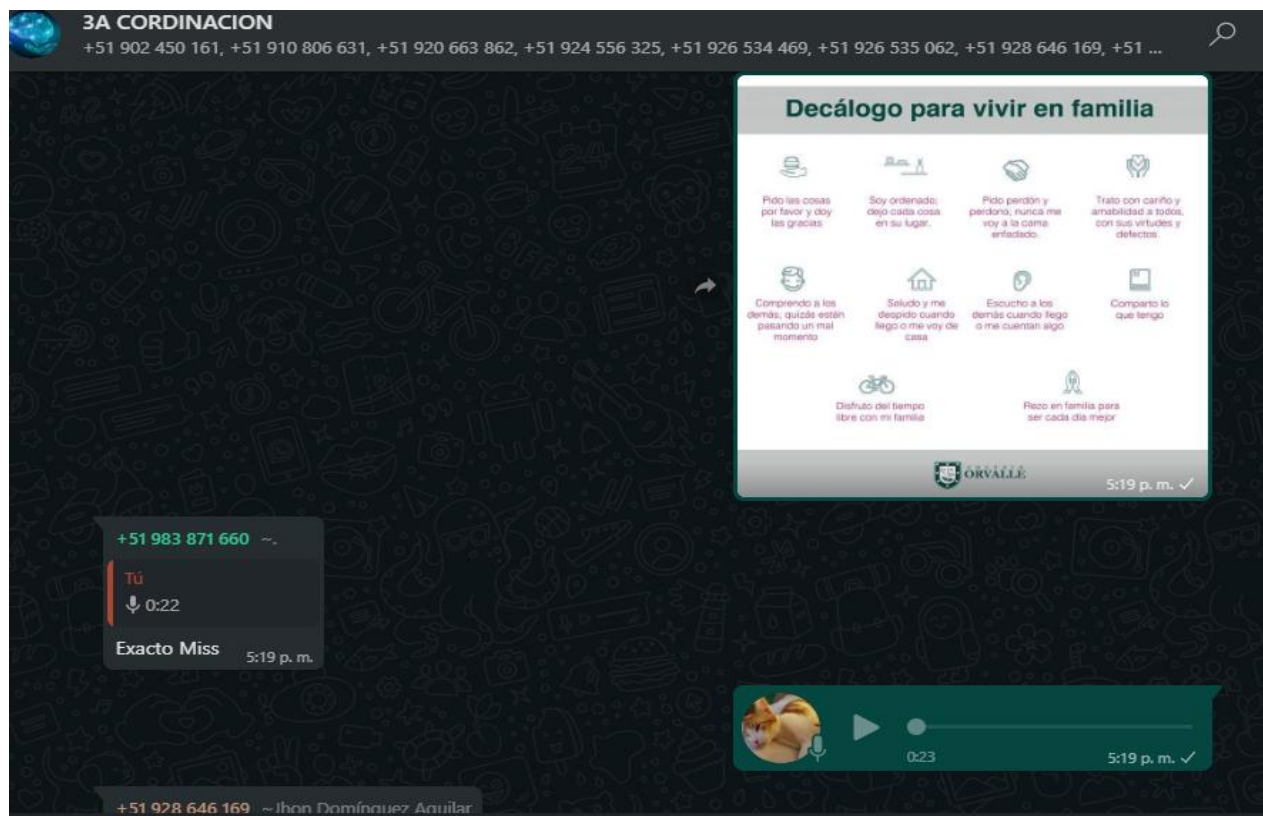 3A CORDINACION
+51 902 450 161, +51 910 806 631, +51 920 663 862, +51 924 556 325, +51 926 534 469, +51 926 535 062, +51 928 646 169, +51 ...
Decálogo para vivir en familia
Pido las cosas
por favor y doy
las gracias
Soy ordenado;
dejo cada cosa
en su lugar.
Pido perdón y
perdono; nunca me
voy a la cama
enfadado.
Trato con cariño y
amabilidad a todos,
con sus virtudes y
defectos.
Comprendo a los
demás, quizás están
pasando un mal
momento
Saludo y me
despido cuando
llego o me voy de
casa
Escucho a los
demás cuando llego
o me cuentan algo
Comparto lo
que tengo
Disfruto del tiempo
libre con mi familia
Rezo en familia para
ser cada día mejor
ORVALLE
5:19 p. m.
+51 983 871 660 ~.
Tú
0:22
Exacto Miss
5:19 p. m.
0:23
5:19 p. m.
+51 928 646 169 ~Jhon Domínguez Aguilar